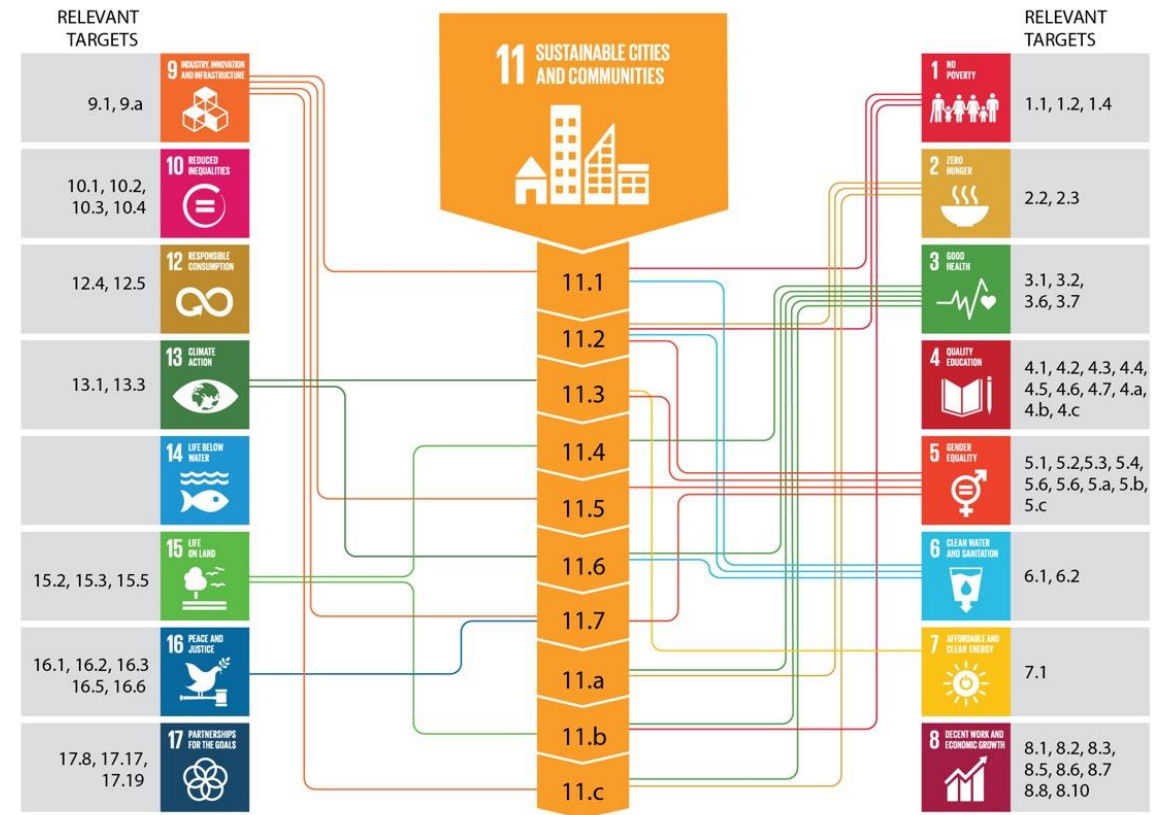 RELEVANT
TARGETS
9 INDUSTRY, INNOVATION
AND INFRASTRUCTURE
9.1, 9.a
10 REDUCED
INEQUALITIES
10.1, 10.2,
10.3, 10.4
12 RESPONSIBLE
CONSUMPTION
12.4, 12.5
13 CLIMATE
ACTION
13.1, 13.3
14 LIFE BELOW
WATER
15 LIFE
ON LAND
15.2, 15.3, 15.5
16 PEACE AND
JUSTICE
16.1, 16.2, 16.3
16.5, 16.6
17 PARTNERSHIPS
FOR THE GOALS
17.8, 17.17,
17.19
11 SUSTAINABLE CITIES
AND COMMUNITIES
11.1
11.2
11.3
11.4
11.5
11.6
11.7
11.a
11.b
11.c
RELEVANT
TARGETS
1 NO
POVERTY
1.1, 1.2, 1.4
2 ZERO
HUNGER
2.2, 2.3
3 GOOD
HEALTH
3.1, 3.2,
3.6, 3.7
4 QUALITY
EDUCATION
4.1, 4.2, 4.3, 4.4,
4.5, 4.6, 4.7, 4.a,
4.b, 4.c
5 GENDER
EQUALITY
5.1, 5.2,5.3, 5.4,
5.6, 5.6, 5.a, 5.b,
5.c
6 CLEAN WATER
AND SANITATION
6.1, 6.2
7 AFFORDABLE AND
CLEAN ENERGY
7.1
8 DECENT WORK AND
ECONOMIC GROWTH
8.1, 8.2, 8.3,
8.5, 8.6, 8.7
8.8, 8.10